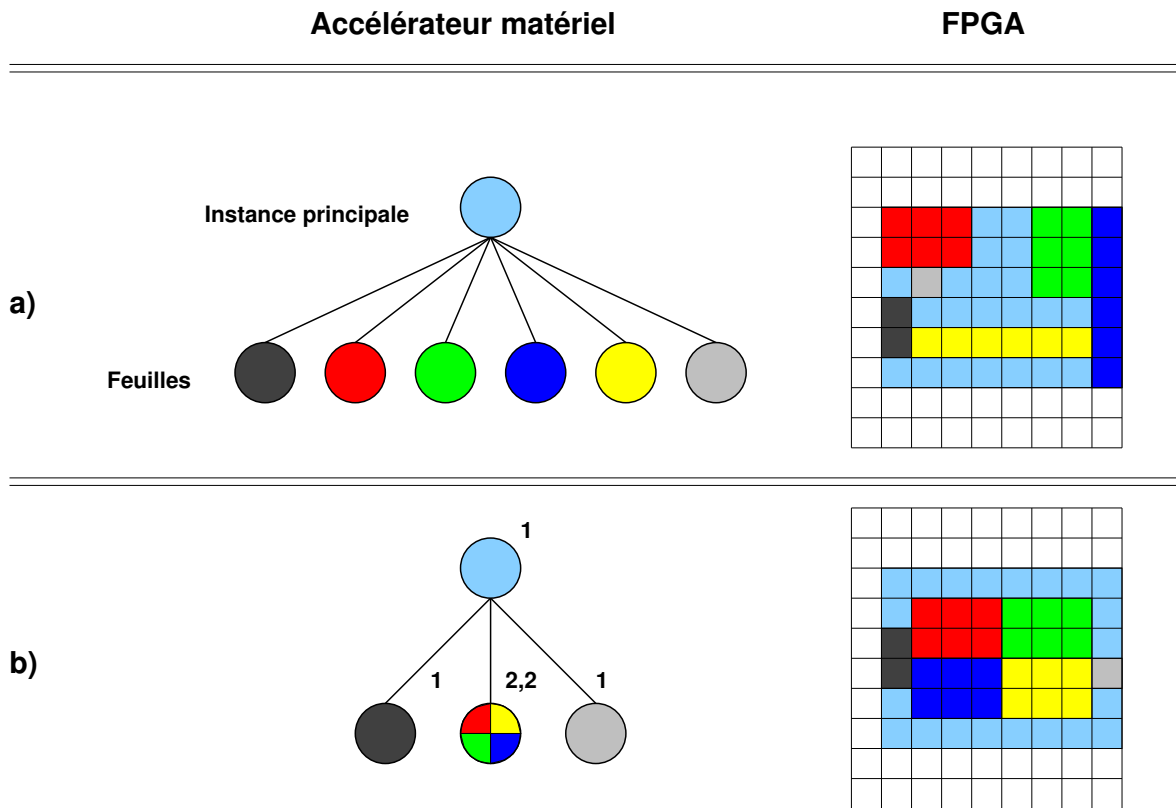 Accélérateur matériel
FPGA
Instance principale
a)
Feuilles
1
b)
1
2,2
1